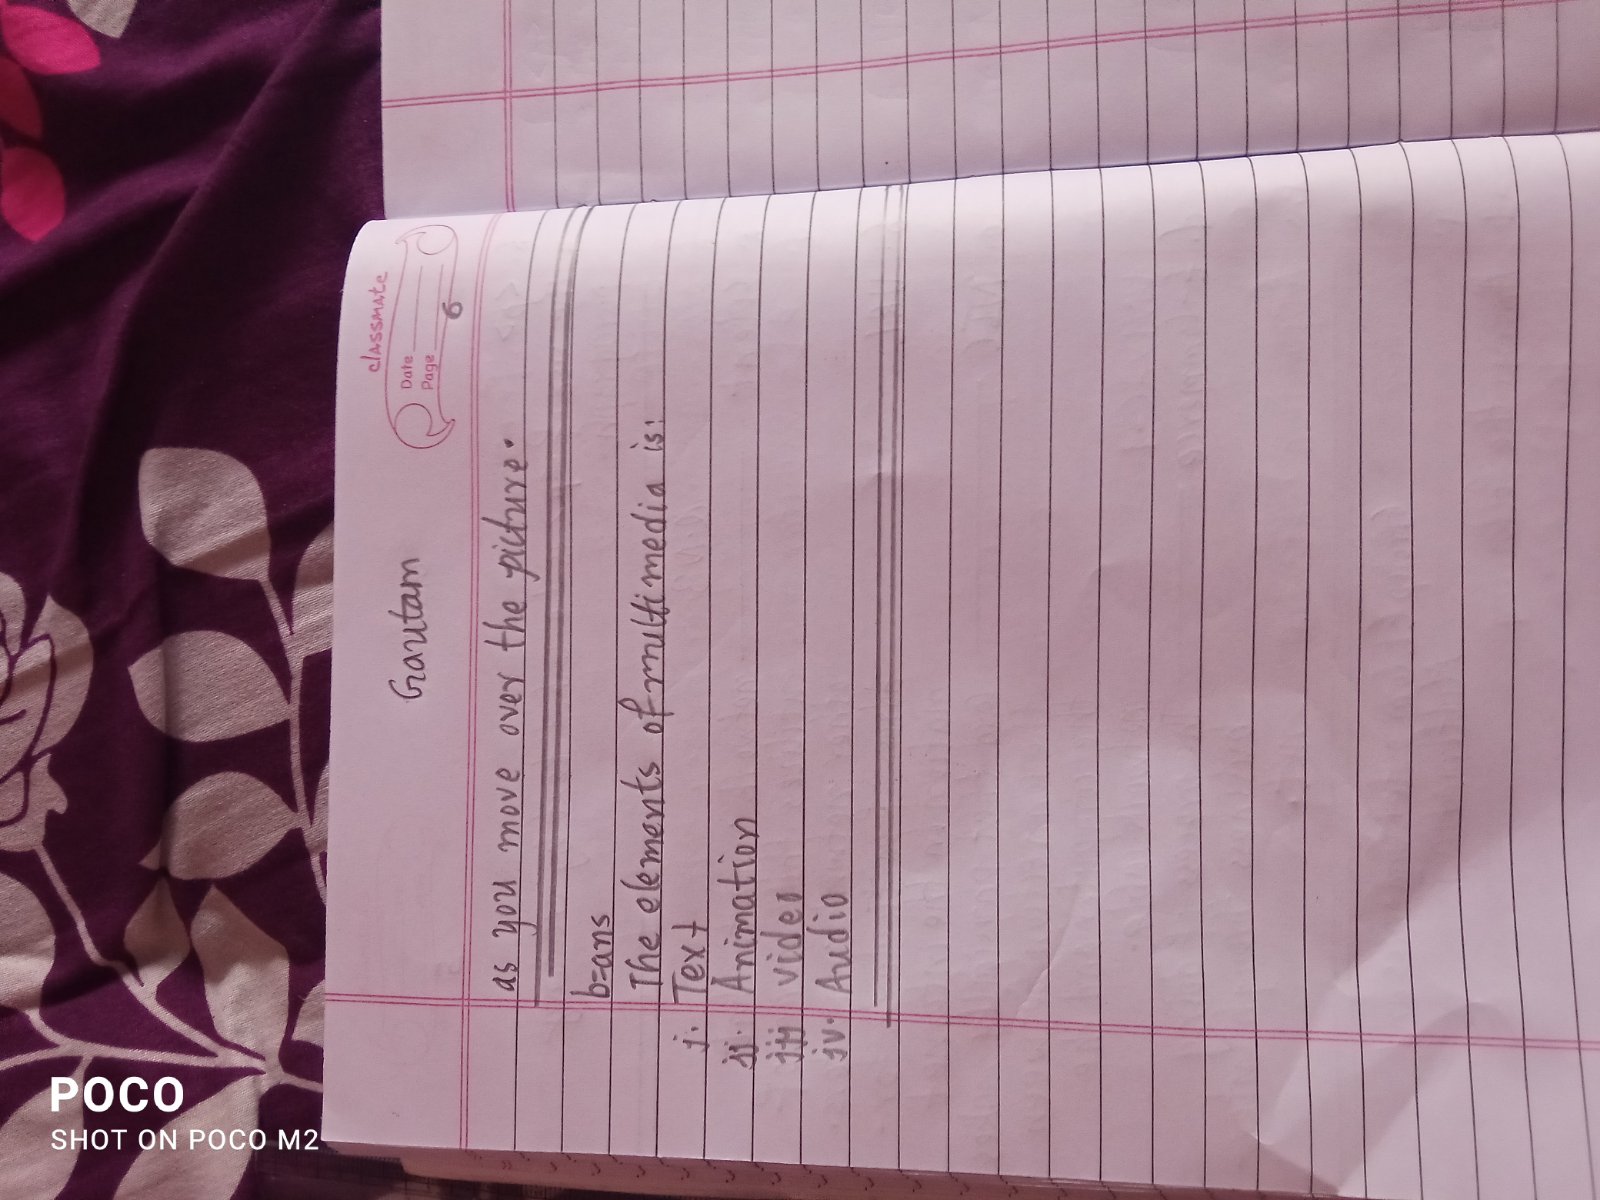 classmate
Date
Page 6
Gautam
as you move over the picture.
b=ans
The elements of multimedia is:
i. Text
ii. Animation
iii video
iv. Audio
POCO
SHOT ON POCO M2